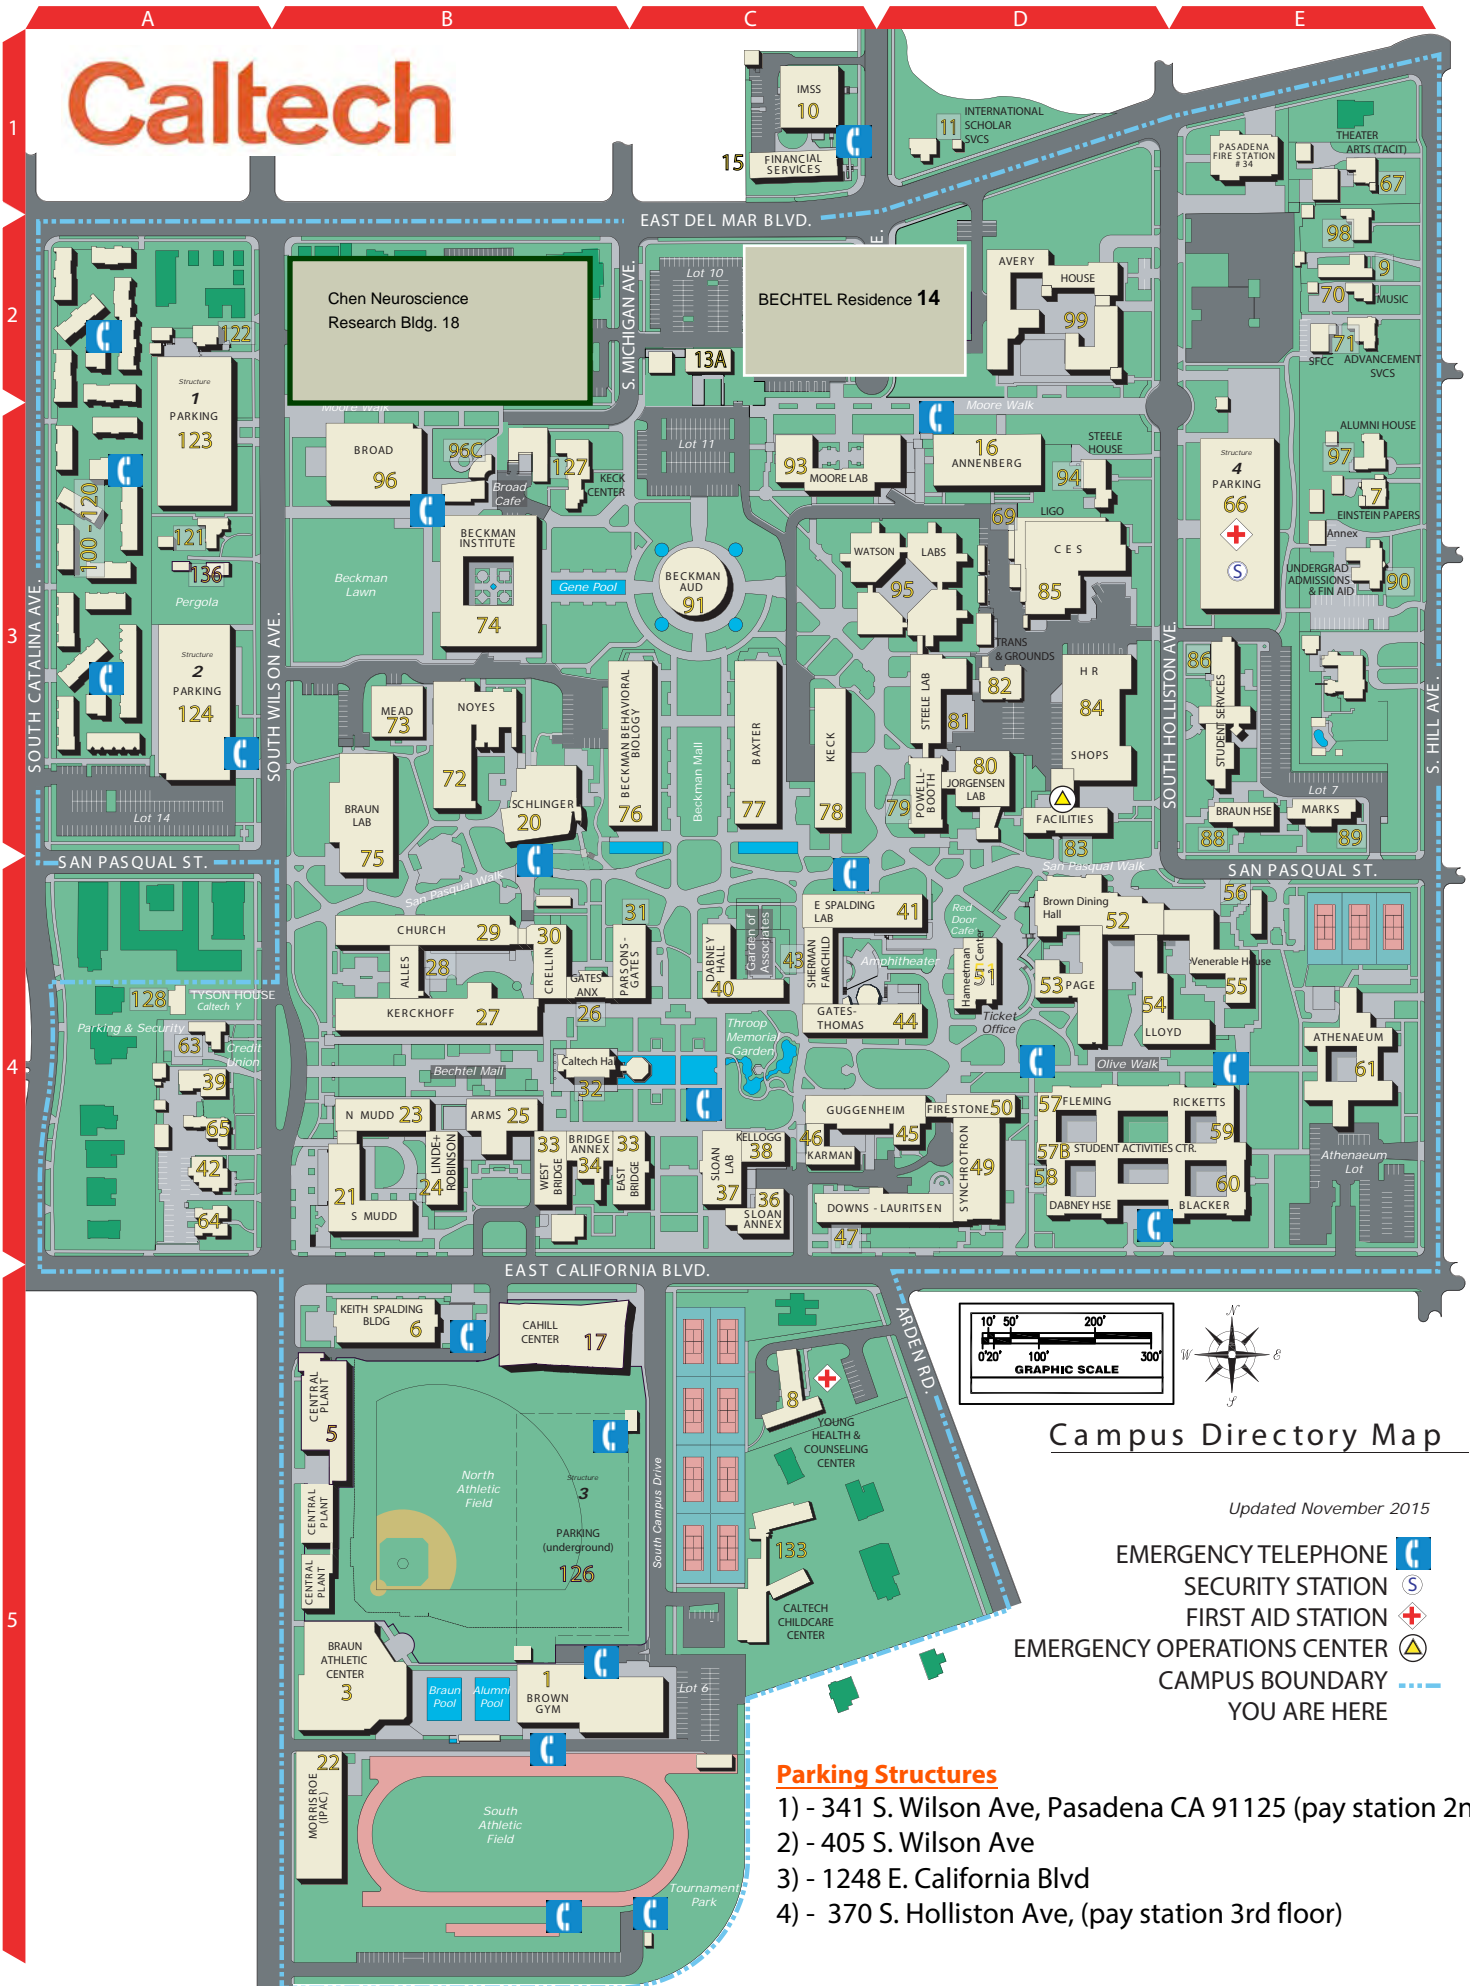 A
B
C
D
E
1
2
3
4
5
Caltech
IMSS
10
15
FINANCIAL
SERVICES
11
INTERNATIONAL
SCHOLAR
SVCS
PASADENA
FIRE STATION
# 34
THEATER
ARTS (TACIT)
67
EAST DEL MAR BLVD.
98
9
70
MUSIC
71
SFCC
ADVANCEMENT
SVCS
122
Chen Neuroscience
Research Bldg. 18
S. MICHIGAN AVE.
Lot 10
13A
BECHTEL Residence 14
E.
AVERY
HOUSE
99
Structure
1
PARKING
123
Moore Walk
Moore Walk
BROAD
96
96C
Broad
Cafe'
127
KECK
CENTER
Lot 11
93
MOORE LAB
16
ANNENBERG
STEELE
HOUSE
94
Structure
4
PARKING
66
S
ALUMNI HOUSE
97
7
EINSTEIN PAPERS
Annex
UNDERGRAD
ADMISSIONS
& FIN AID
90
100 - 120
121
136
Pergola
Beckman
Lawn
BECKMAN
INSTITUTE
74
Gene Pool
BECKMAN
AUD
91
WATSON
LABS
95
69
LIGO
C E S
85
TRANS
& GROUNDS
82
SOUTH CATALINA AVE.
Structure
2
PARKING
124
Lot 14
SOUTH WILSON AVE.
MEAD
73
NOYES
72
BRAUN
LAB
75
SCHLINGER
20
BECKMAN BEHAVIORAL
BIOLOGY
76
Beckman Mall
BAXTER
77
KECK
78
STEELE LAB
81
79
POWELL-
BOOTH
80
JORGENSEN
LAB
H R
84
SHOPS
FACILITIES
83
SOUTH HOLLISTON AVE.
86
STUDENT SERVICES
Lot 7
BRAUN HSE
88
MARKS
89
S. HILL AVE.
SAN PASQUAL ST.
San Pasqual Walk
San Pasqual Walk
SAN PASQUAL ST.
CHURCH
29
30
CRELLIN
ALLES
28
KERCKHOFF
27
GATES
ANX
26
31
PARSONS-
GATES
DABNEY
HALL
40
Garden of
Associates
43
E SPALDING
LAB
41
SHERMAN
FAIRCHILD
Amphitheater
GATES-
THOMAS
44
Red
Door
Cafe
Hameetman
Center
51
Ticket
Office
Brown Dining
Hall
52
53
PAGE
54
LLOYD
56
Venerable House
55
ATHENAEUM
61
Athenaeum
Lot
128
TYSON HOUSE
Caltech Y
Parking & Security
63
Credit
Union
39
65
42
64
Bechtel Mall
Caltech Hall
32
Throop
Memorial
Garden
Olive Walk
N MUDD
23
LINDE+
ROBINSON
24
21
S MUDD
ARMS
25
33
WEST
BRIDGE
BRIDGE
ANNEX
34
33
EAST
BRIDGE
SLOAN
LAB
37
KELLOGG
38
36
SLOAN
ANNEX
GUGGENHEIM
46
KARMAN
45
FIRESTONE
50
SYNCHROTRON
49
DOWNS - LAURITSEN
47
57
FLEMING
RICKETTS
59
57B
STUDENT ACTIVITIES CTR.
58
DABNEY HSE
BLACKER
60
EAST CALIFORNIA BLVD.
KEITH SPALDING
BLDG
6
CAHILL
CENTER
17
CENTRAL
PLANT
5
CENTRAL
PLANT
CENTRAL
PLANT
North
Athletic
Field
Structure
3
PARKING
(underground)
126
South Campus Drive
8
YOUNG
HEALTH &
COUNSELING
CENTER
133
CALTECH
CHILDCARE
CENTER
ARDEN RD.
BRAUN
ATHLETIC
CENTER
3
Braun
Pool
Alumni
Pool
1
BROWN
GYM
Lot 6
22
MORRISROE
(IPAC)
South
Athletic
Field
Tournament
Park
10'
50'
200'
0'
20'
100'
300'
GRAPHIC SCALE
N
W
E
S
Campus Directory Map
Updated November 2015
EMERGENCY TELEPHONE
SECURITY STATION S
FIRST AID STATION
EMERGENCY OPERATIONS CENTER
CAMPUS BOUNDARY
YOU ARE HERE
Parking Structures
1) - 341 S. Wilson Ave, Pasadena CA 91125 (pay station 2n
2) - 405 S. Wilson Ave
3) - 1248 E. California Blvd
4) - 370 S. Holliston Ave, (pay station 3rd floor)